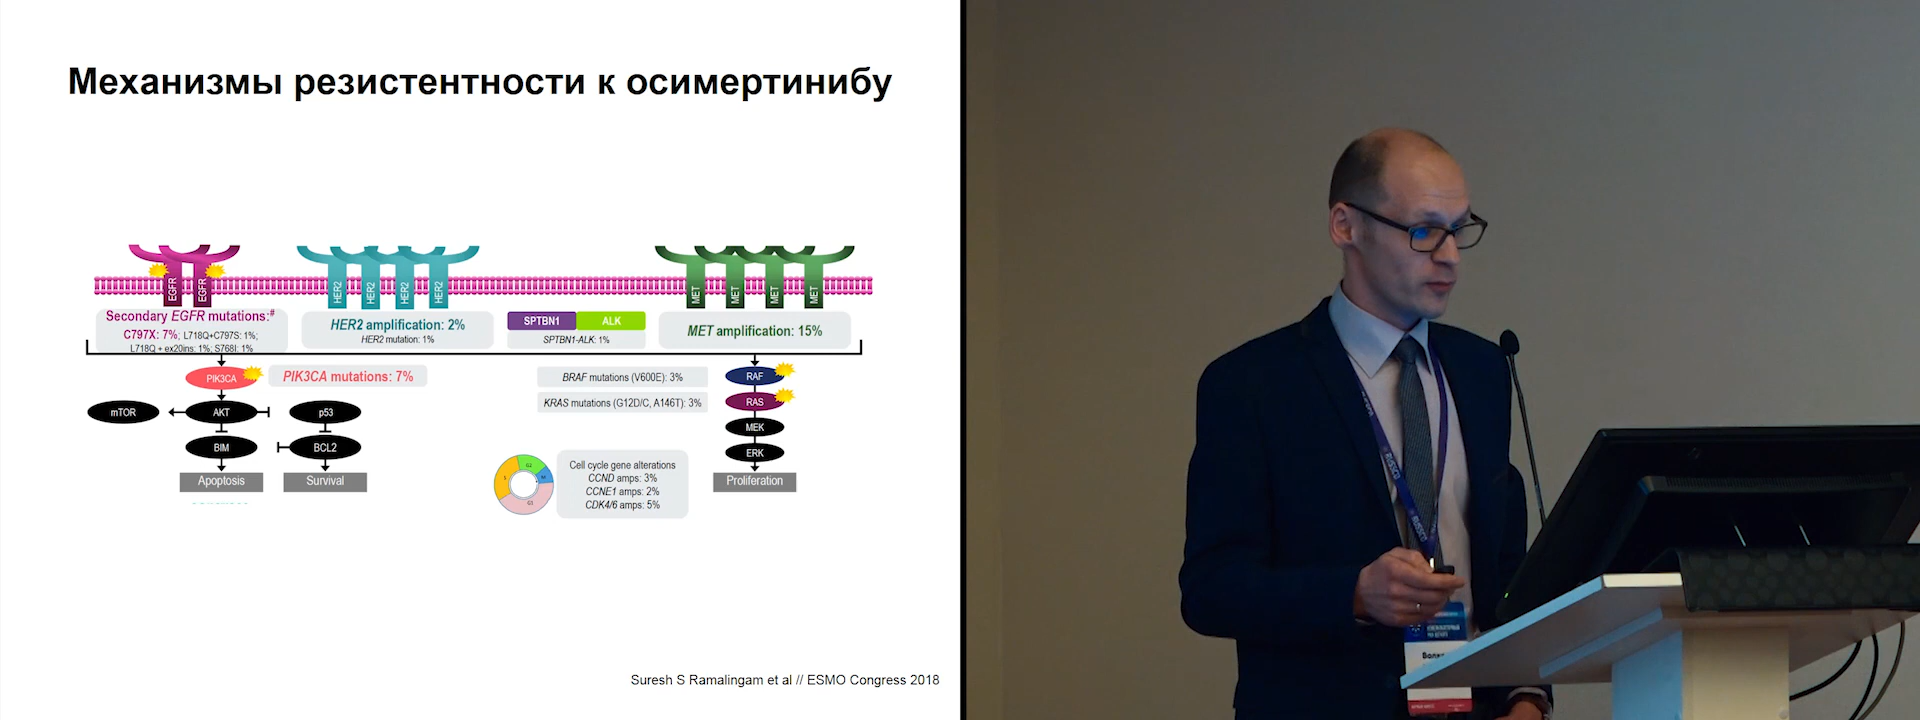 Механизмы резистентности к осимертинибу
EGFR
EGFR
HER2
HER2
HER2
HER2
MET
MET
MET
MET
Secondary EGFR mutations:#
C797X: 7%; L718Q+C797S: 1%;
L718Q + ex20ins: 1%; S768I: 1%
HER2 amplification: 2%
HER2 mutation: 1%
SPTBN1 ALK
SPTBN1-ALK: 1%
MET amplification: 15%
PIK3CA
PIK3CA mutations: 7%
BRAF mutations (V600E): 3%
RAF
KRAS mutations (G12D/C, A146T): 3%
RAS
mTOR
AKT
p53
MEK
BIM
BCL2
ERK
Apoptosis
Survival
Proliferation
G2
M
S
G1
Cell cycle gene alterations
CCND amps: 3%
CCNE1 amps: 2%
CDK4/6 amps: 5%
Suresh S Ramalingam et al // ESMO Congress 2018
RUSSCO
RUSSCO